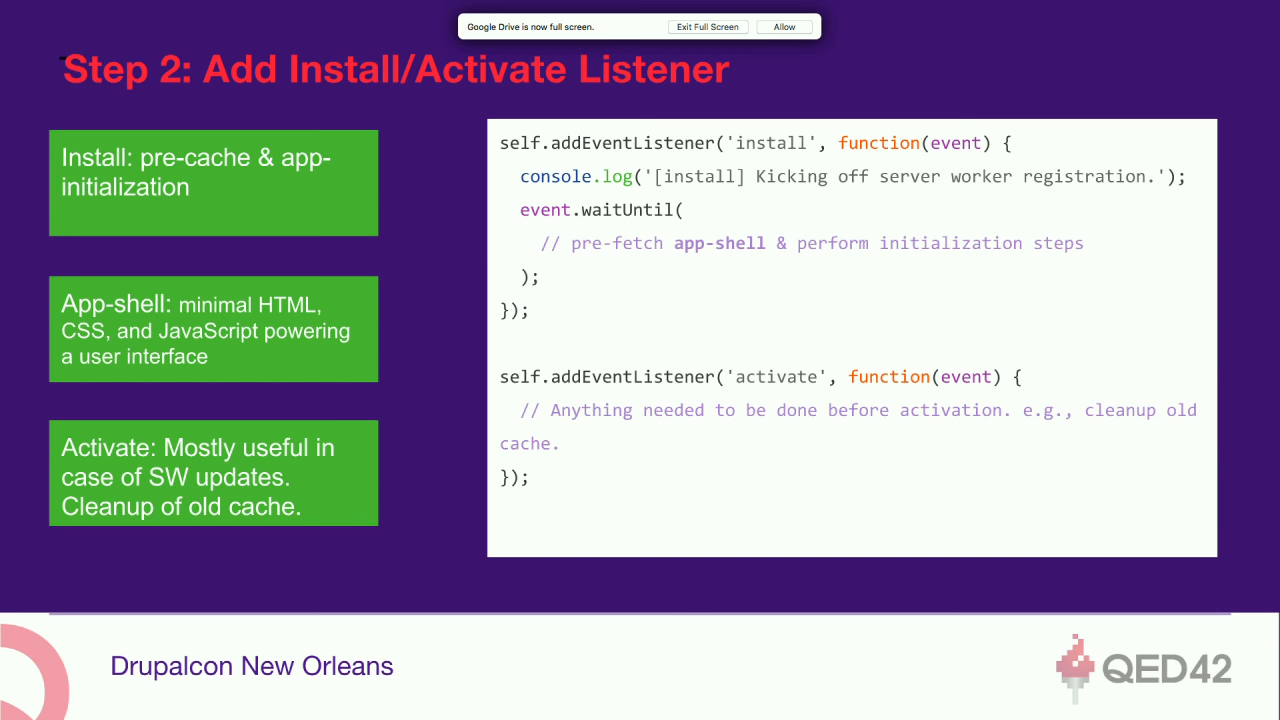 Google Drive is now full screen. Exit Full Screen Allow
Step 2: Add Install/Activate Listener
Install: pre-cache & app-
initialization
App-shell: minimal HTML,
CSS, and JavaScript powering
a user interface
Activate: Mostly useful in
case of SW updates.
Cleanup of old cache.
self.addEventListener('install', function(event) {
  console.log('[install] Kicking off server worker registration.');
  event.waitUntil(
    // pre-fetch app-shell & perform initialization steps
  );
});
self.addEventListener('activate', function(event) {
  // Anything needed to be done before activation. e.g., cleanup old
cache.
});
Drupalcon New Orleans
QED42